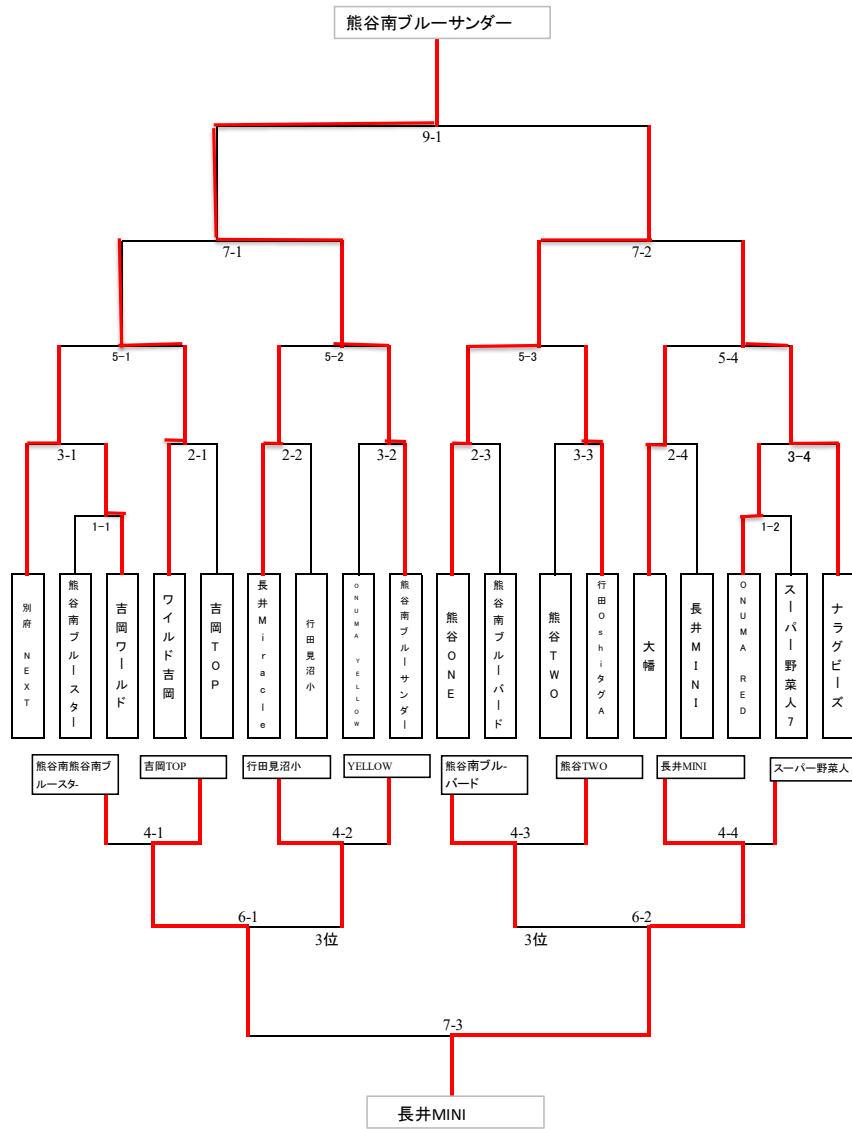 熊谷南ブルーサンダー
9-1
7-1
7-2
5-1
5-2
5-3
5-4
3-1
2-1
2-2
3-2
2-3
3-3
2-4
3-4
1-1
1-2
別府 NEXT
熊谷南ブルースター
吉岡ワールド
ワイルド吉岡
吉岡TOP
長井Miracle
行田見沼小
ONUMA YELLOW
熊谷南ブルーサンダー
熊谷ONE
熊谷南ブルーバード
熊谷TWO
行田OshiタグA
大幡
長井MINI
ONUMA RED
スーパー野菜人7
ナラグビーズ
熊谷南熊谷南ブ
ルースター
吉岡TOP
行田見沼小
YELLOW
熊谷南ブルー
バード
熊谷TWO
長井MINI
スーパー野菜人
4-1
4-2
4-3
4-4
6-1
6-2
3位
3位
7-3
長井MINI